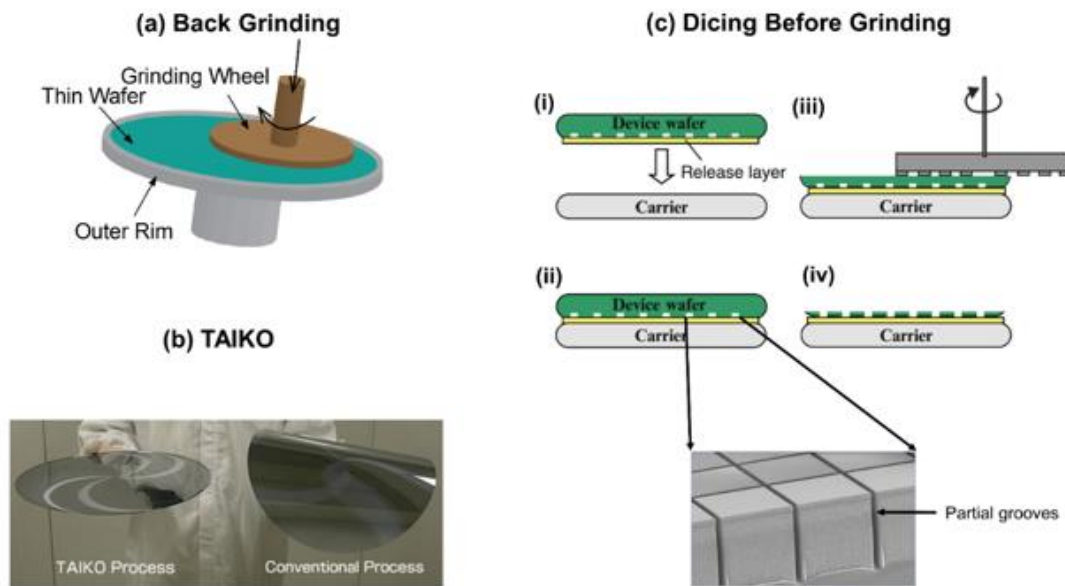 (a) Back Grinding
Grinding Wheel
Thin Wafer
Outer Rim
(b) TAIKO
TAIKO Process
Conventional Process
(c) Dicing Before Grinding
(i)
Device wafer
Release layer
Carrier
(ii)
Device wafer
Carrier
(iii)
Carrier
(iv)
Carrier
Partial grooves